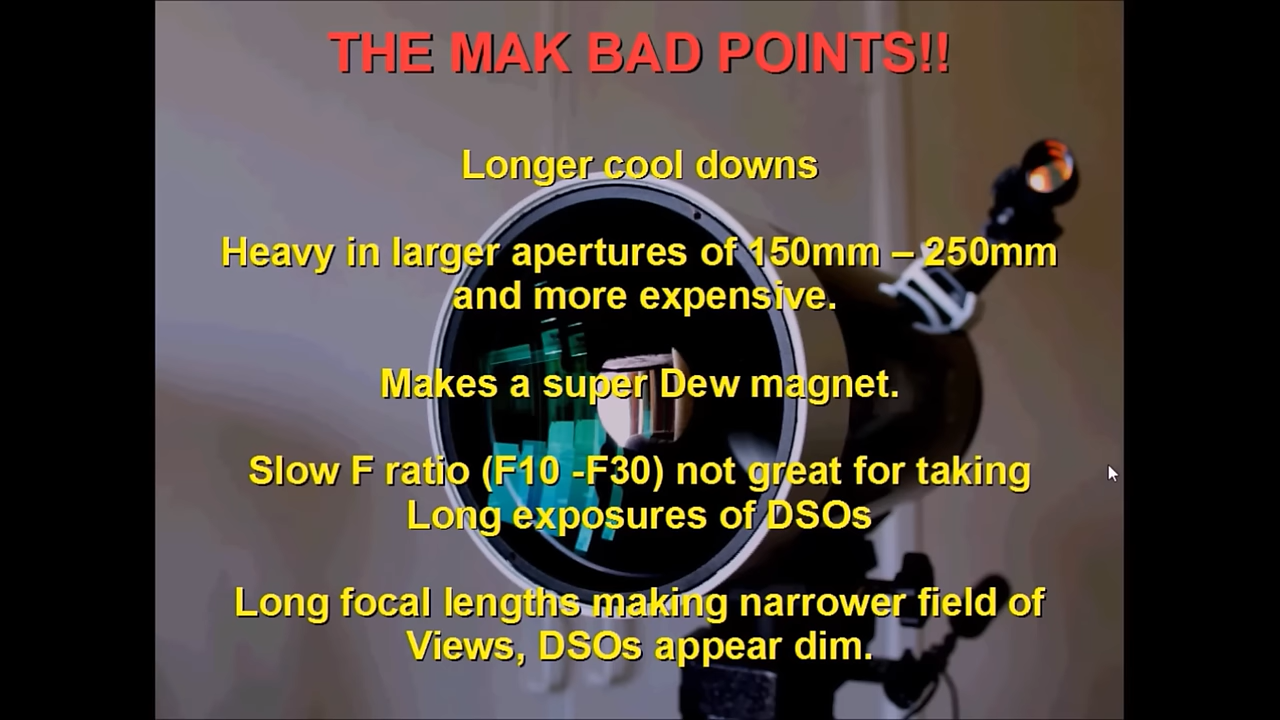 THE MAK BAD POINTS!!
Longer cool downs
Heavy in larger apertures of 150mm – 250mm
and more expensive.
Makes a super Dew magnet.
Slow F ratio (F10 -F30) not great for taking
Long exposures of DSOs
Long focal lengths making narrower field of
Views, DSOs appear dim.